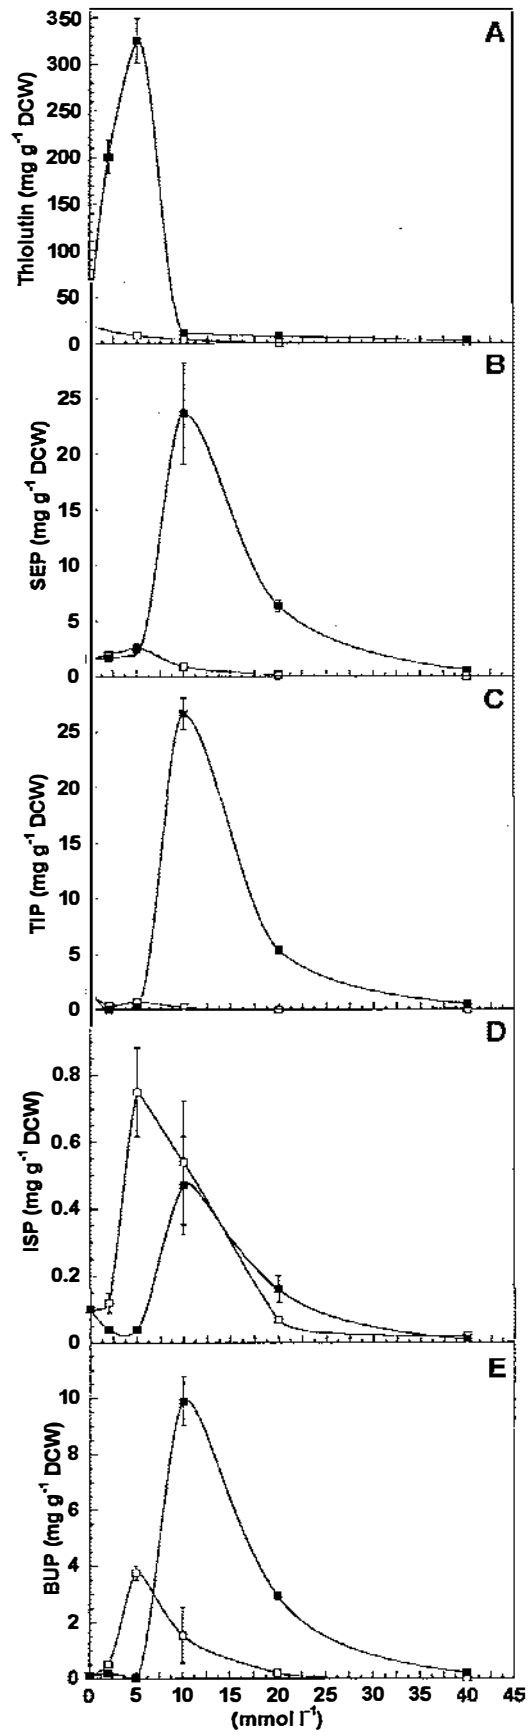 A
350
300
200
150
100
50
0
Thiolutin (mg g⁻¹ DCW)
B
25
20
15
10
5
0
SEP (mg g⁻¹ DCW)
C
25
20
15
10
5
0
TIP (mg g⁻¹ DCW)
D
0.8
0.6
0.4
0.2
0
ISP (mg g⁻¹ DCW)
E
10
8
6
4
2
0
BUP (mg g⁻¹ DCW)
0 5 10 15 20 25 30 35 40 45
(mmol l⁻¹)